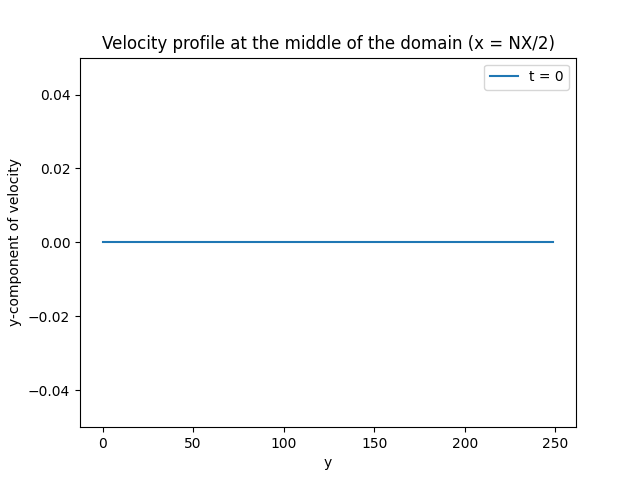 Velocity profile at the middle of the domain (x = NX/2)
t = 0
0.04
0.02
0.00
−0.02
−0.04
y-component of velocity
0 50 100 150 200 250
y